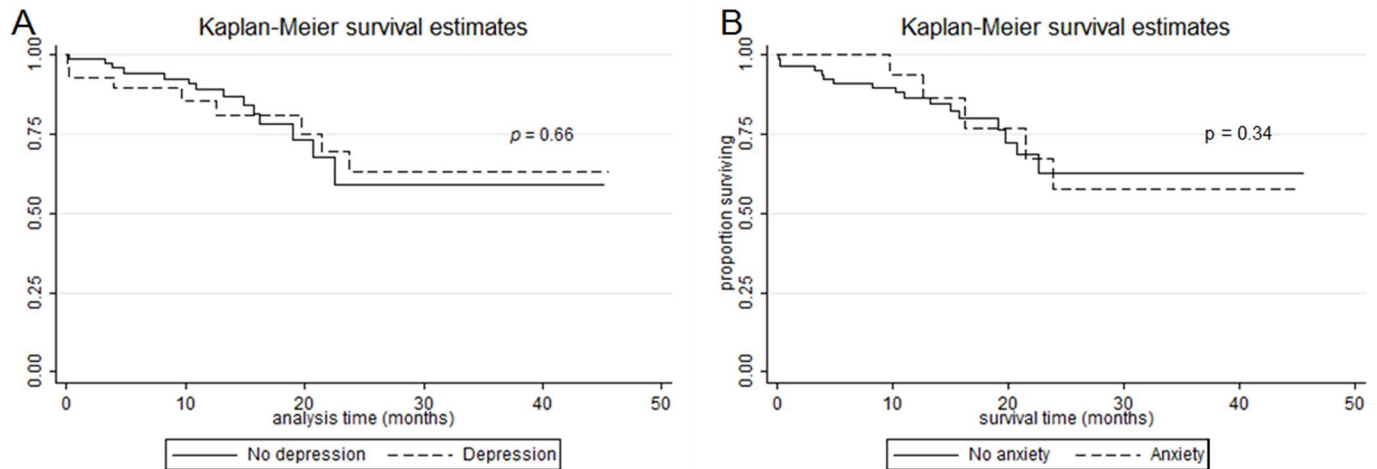 A
Kaplan-Meier survival estimates
1.00
0.75
0.50
0.25
0.00
p = 0.66
0 10 20 30 40 50
analysis time (months)
No depression Depression
B
Kaplan-Meier survival estimates
proportion surviving
1.00
0.75
0.50
0.25
0.00
p = 0.34
0 10 20 30 40 50
survival time (months)
No anxiety Anxiety